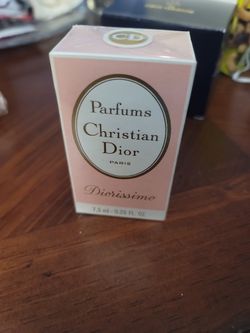 Parfums
Christian
Dior
PARIS
Diorissimo
7.5 ml - 0.25 FL. OZ